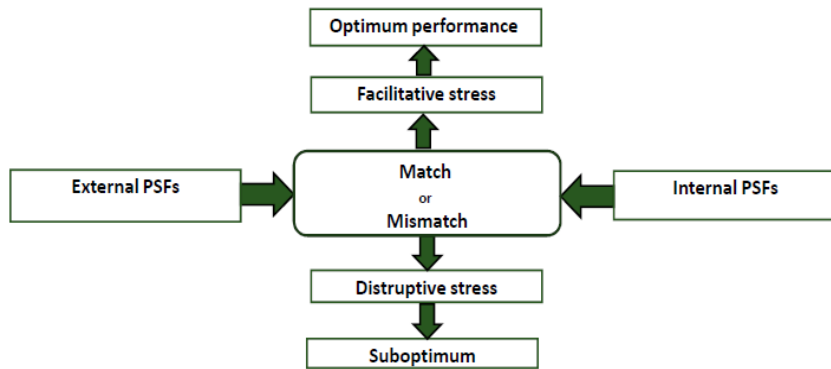 Optimum performance
Facilitative stress
External PSFs
Match
or
Mismatch
Internal PSFs
Distruptive stress
Suboptimum